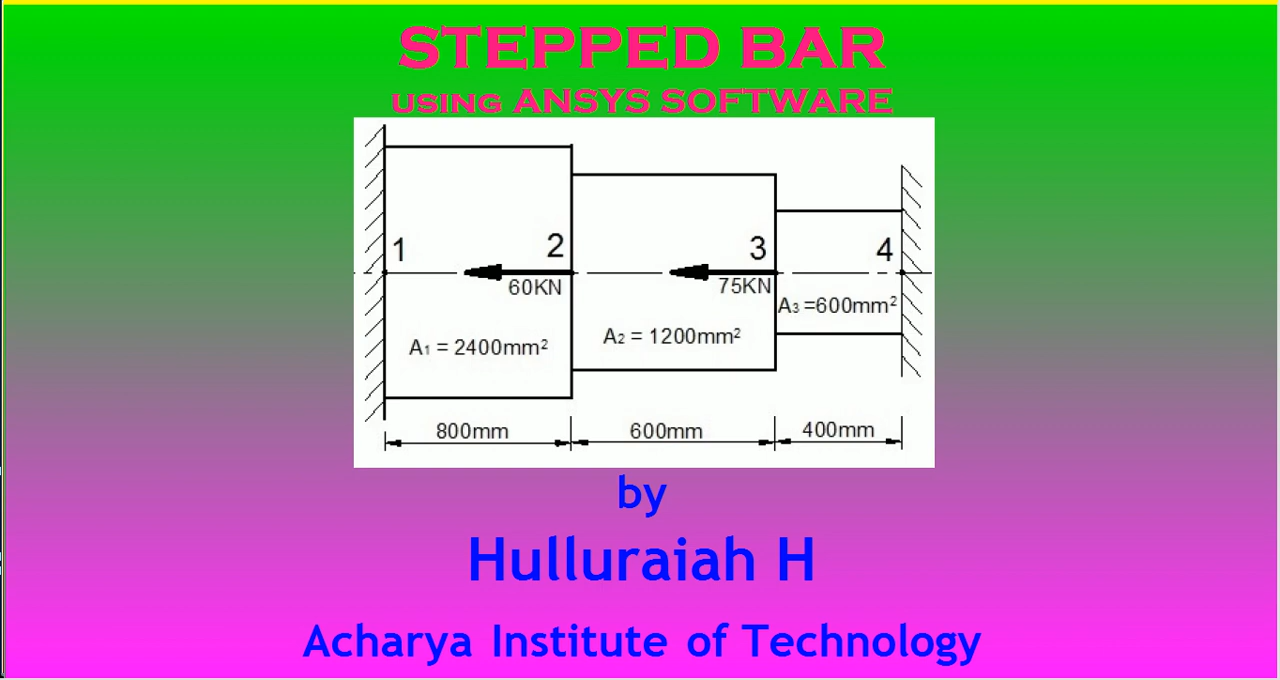 STEPPED BAR
USING ANSYS SOFTWARE
1 2 3 4
60KN 75KN
A₃ =600mm²
A₁ = 2400mm² A₂ = 1200mm²
800mm 600mm 400mm
by
Hulluraiah H
Acharya Institute of Technology